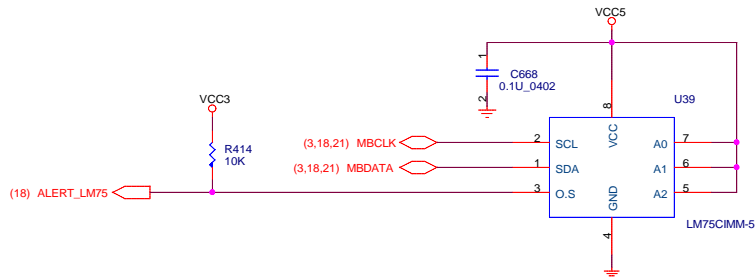 VCC5
1
C668
0.1U_0402
2
8
U39
VCC3
R414
10K
(3,18,21) MBCLK
2
SCL
VCC
A0
7
(3,18,21) MBDATA
1
SDA
A1
6
(18) ALERT_LM75
3
O.S
GND
A2
5
4
LM75CIMM-5